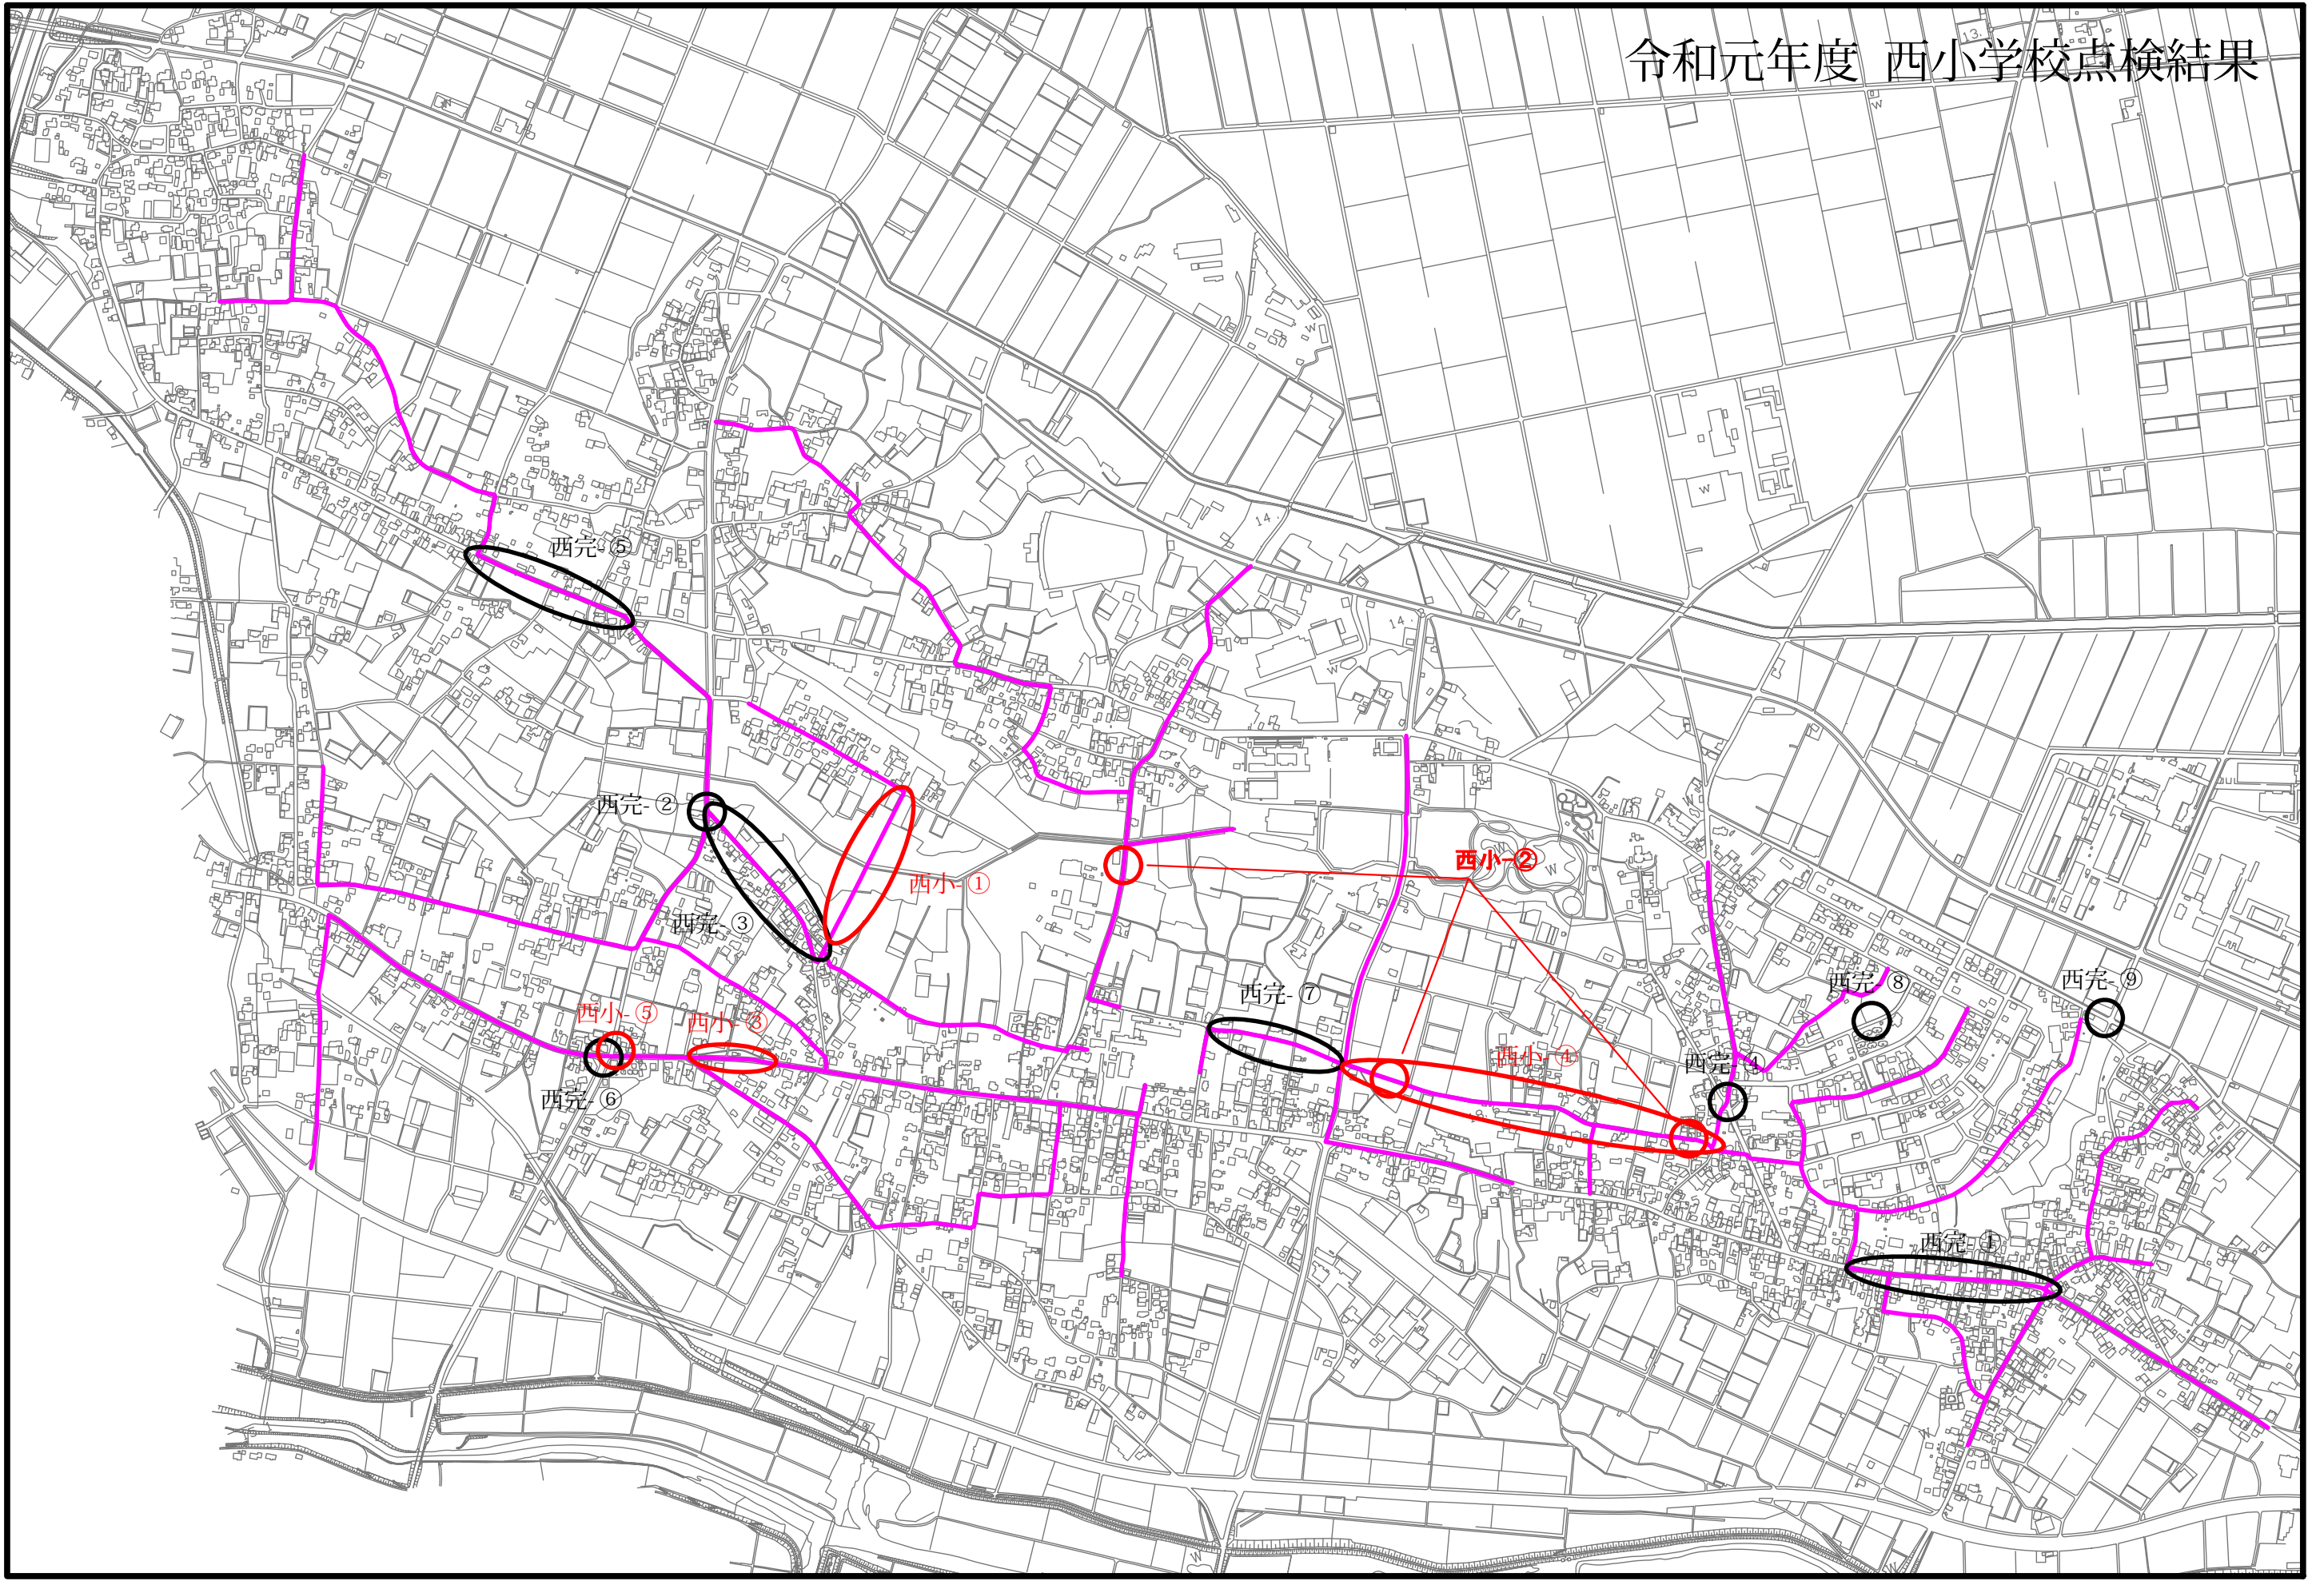 令和元年度 西小学校点検結果
13.
W
W
W
W
14
14 .
14 .
W
W
W
W
W
W
西完-⑤
西完-②
西小-②
西小-①
西完-③
西完-⑦
西完-⑧
西完-⑨
西小-⑤
西小-③
西小-④
西完-④
西完-⑥
18.
W
西完-①
W
W
W